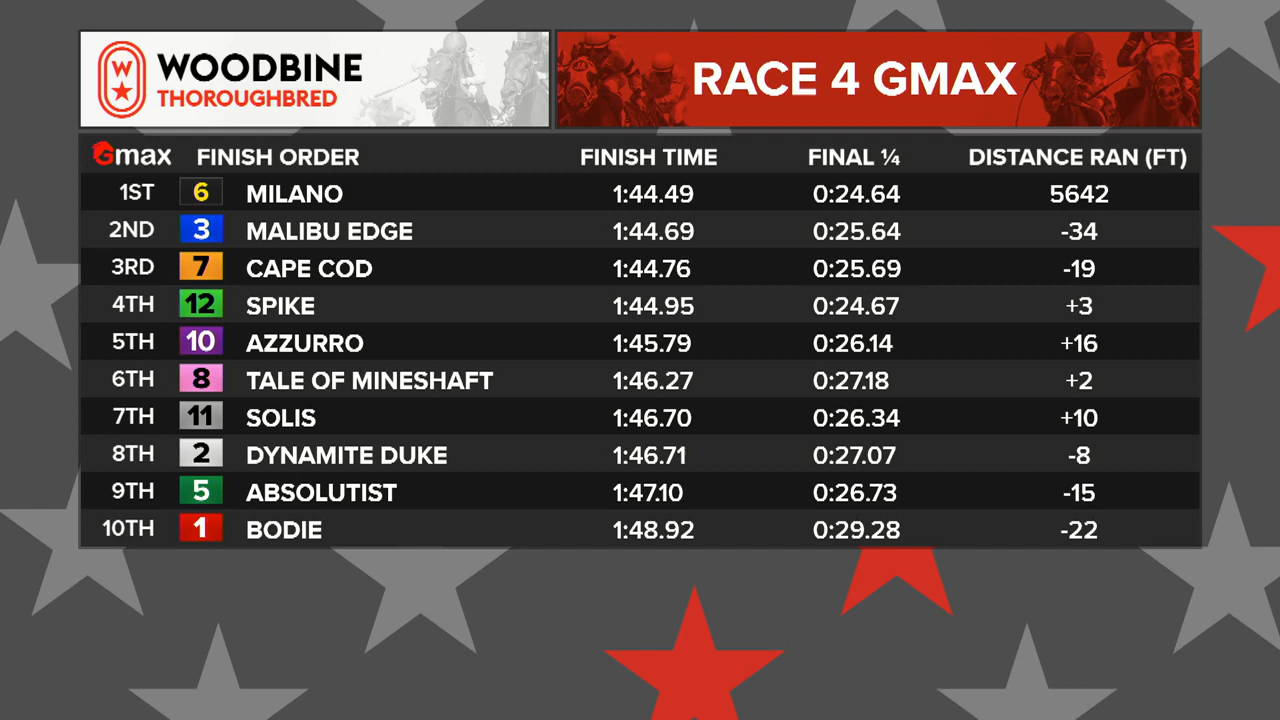 W
WOODBINE
THOROUGHBRED
RACE 4 GMAX
Gmax FINISH ORDER FINISH TIME FINAL ¼ DISTANCE RAN (FT)
1ST 6 MILANO 1:44.49 0:24.64 5642
2ND 3 MALIBU EDGE 1:44.69 0:25.64 -34
3RD 7 CAPE COD 1:44.76 0:25.69 -19
4TH 12 SPIKE 1:44.95 0:24.67 +3
5TH 10 AZZURRO 1:45.79 0:26.14 +16
6TH 8 TALE OF MINESHAFT 1:46.27 0:27.18 +2
7TH 11 SOLIS 1:46.70 0:26.34 +10
8TH 2 DYNAMITE DUKE 1:46.71 0:27.07 -8
9TH 5 ABSOLUTIST 1:47.10 0:26.73 -15
10TH 1 BODIE 1:48.92 0:29.28 -22